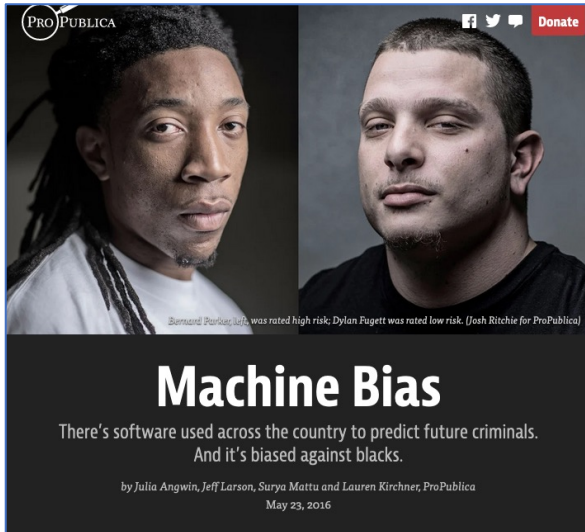 PROPUBLICA
Donate
Bernard Parker, left, was rated high risk; Dylan Fugett was rated low risk. (Josh Ritchie for ProPublica)
Machine Bias
There’s software used across the country to predict future criminals.
And it’s biased against blacks.
by Julia Angwin, Jeff Larson, Surya Mattu and Lauren Kirchner, ProPublica
May 23, 2016